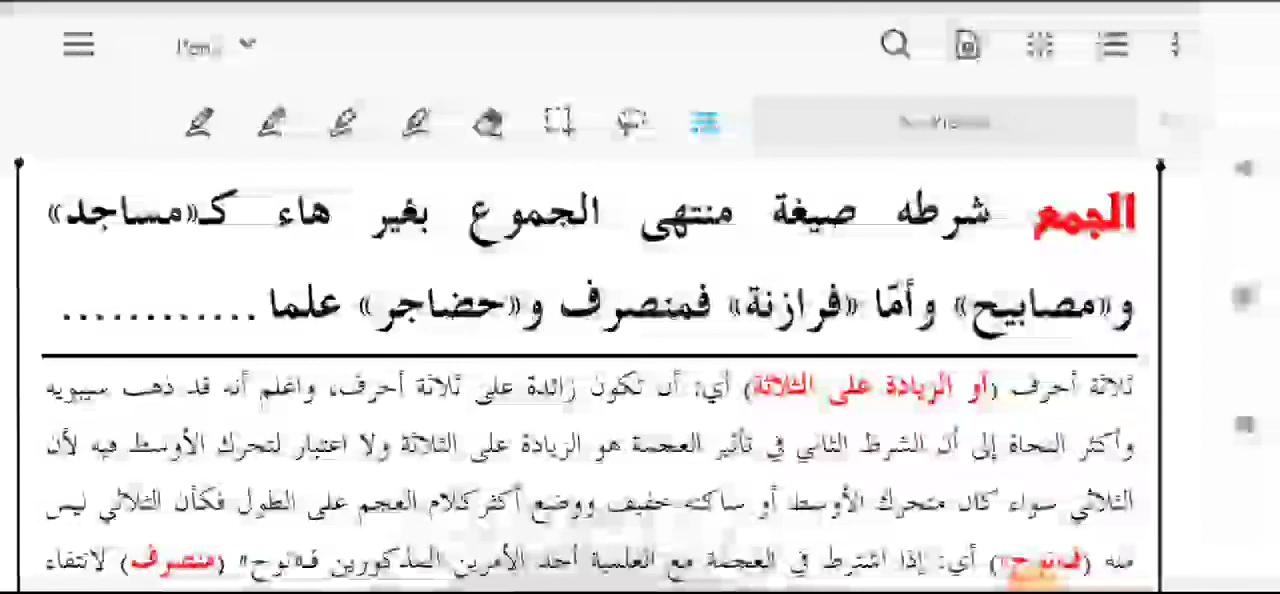 الجمع شرطه صيغة منتهى الجموع بغير هاء كـ«مساجد»
و«مصابيح» وأمّا «فرازنة» فمنصرف و«حضاجر» علما ............
ثلاثة أحرف (أو الزيادة على الثلاثة) أي: أن تكون زائدة على ثلاثة أحرف، واعلم أنه قد ذهب سيبويه
وأكثر النحاة إلى أن الشرط الثاني في تأثير العجمة هو الزيادة على الثلاثة ولا اعتبار لتحرك الأوسط فيه لأن
الثلاثي سواء كان متحرك الأوسط أو ساكنه خفيف ووضع أكثر كلام العجم على الطول فكأن الثلاثي ليس
منه (فـ«نوح») أي: إذا اشترط في العجمة مع العلمية أحد الأمرين المذكورين فـ«نوح» (منصرف) لانتفاء